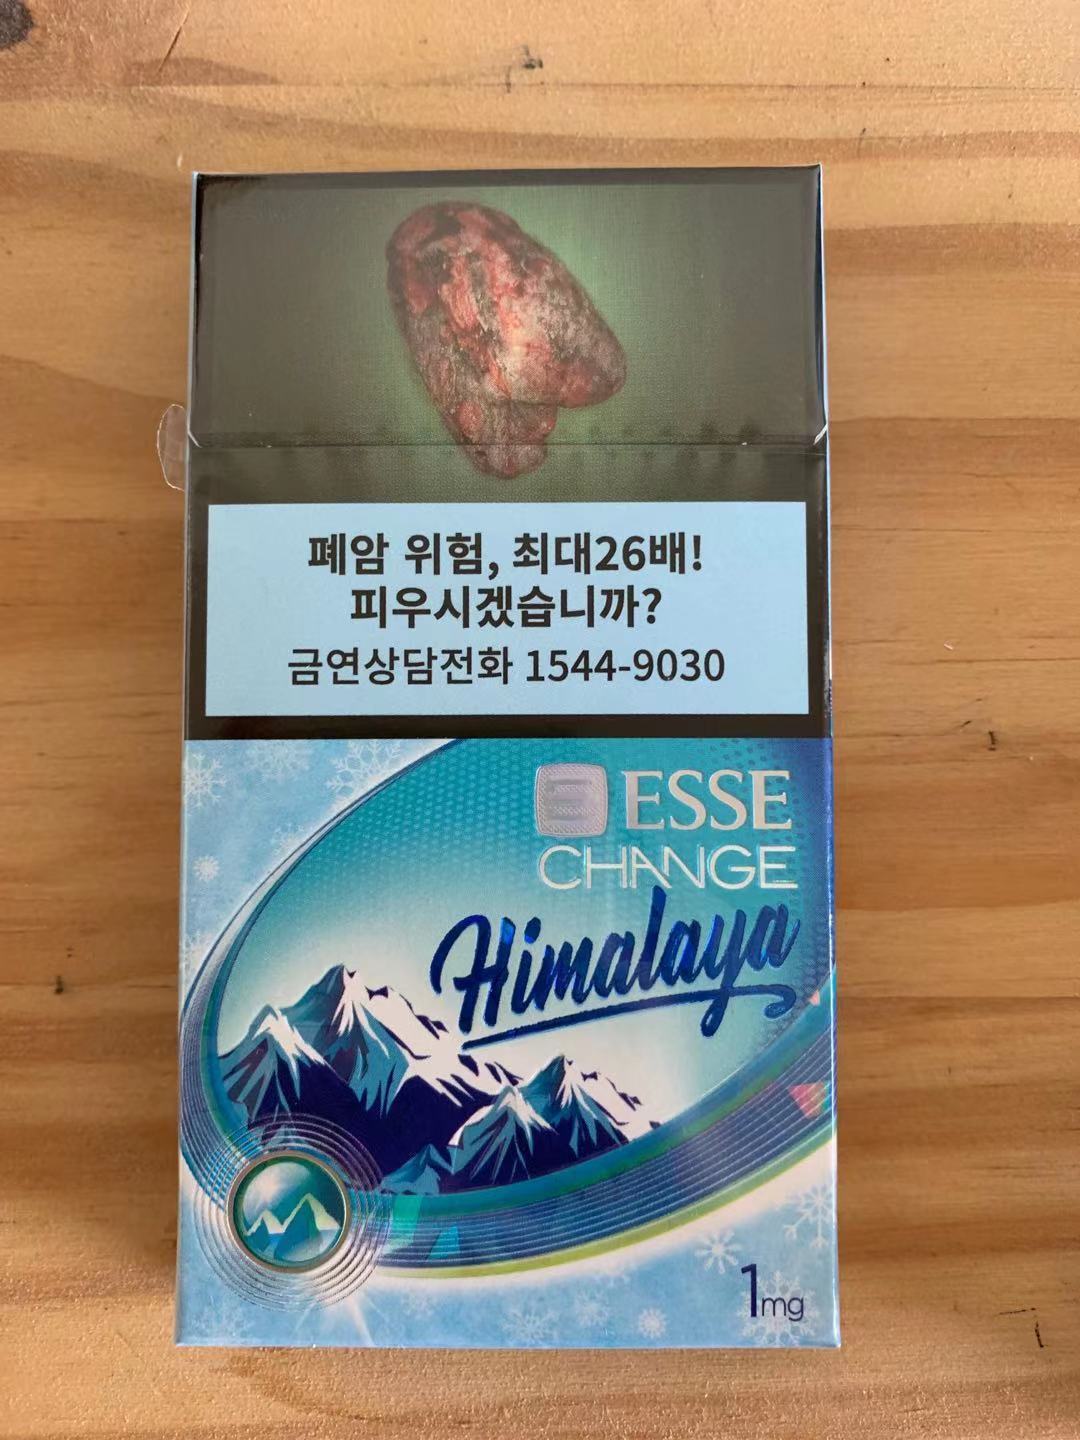 폐암 위험, 최대26배!
피우시겠습니까?
금연상담전화 1544-9030
ESSE
CHANGE
Himalaya
1mg